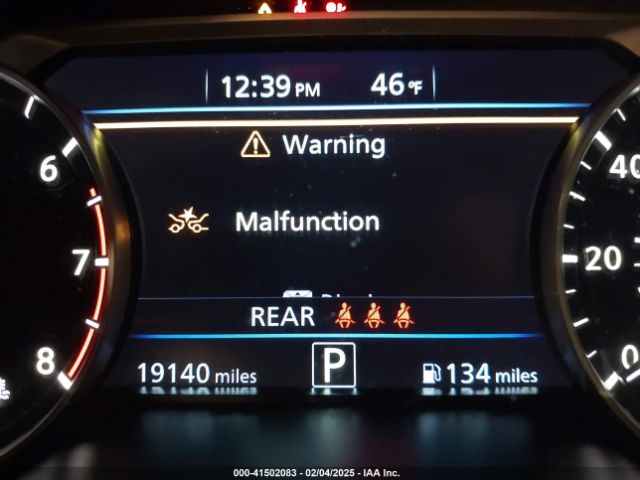 12:39 PM 46°F
Warning
Malfunction
REAR
19140 miles P 134 miles
6
7
8
40
20
0
000-41502083 - 02/04/2025 - IAA Inc.